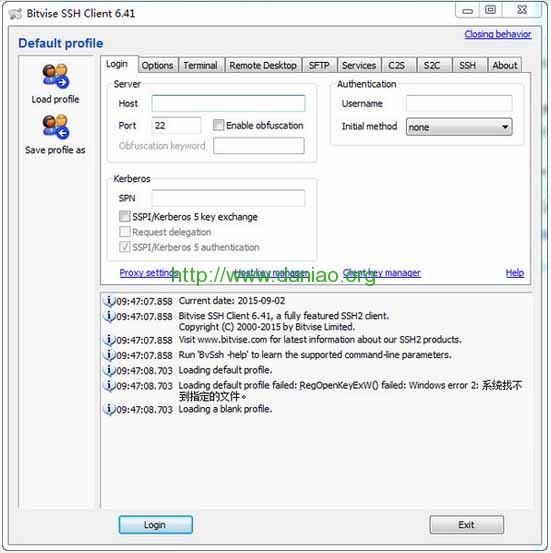 Bitvise SSH Client 6.41
Closing behavior
Default profile
Load profile
Save profile as
Login Options Terminal Remote Desktop SFTP Services C2S S2C SSH About
Server
Host
Port 22 Enable obfuscation
Obfuscation keyword
Authentication
Username
Initial method none
Kerberos
SPN
SSPI/Kerberos 5 key exchange
Request delegation
SSPI/Kerberos 5 authentication
Proxy settings Host key manager Client key manager Help
http://www.daniao.org
09:47:07.858 Current date: 2015-09-02
09:47:07.858 Bitvise SSH Client 6.41, a fully featured SSH2 client.
Copyright (C) 2000-2015 by Bitvise Limited.
09:47:07.858 Visit www.bitvise.com for latest information about our SSH2 products.
09:47:07.858 Run 'BvSsh -help' to learn the supported command-line parameters.
09:47:08.703 Loading default profile.
09:47:08.703 Loading default profile failed: RegOpenKeyExW() failed: Windows error 2: 系统找不
到指定的文件。
09:47:08.703 Loading a blank profile.
Login
Exit